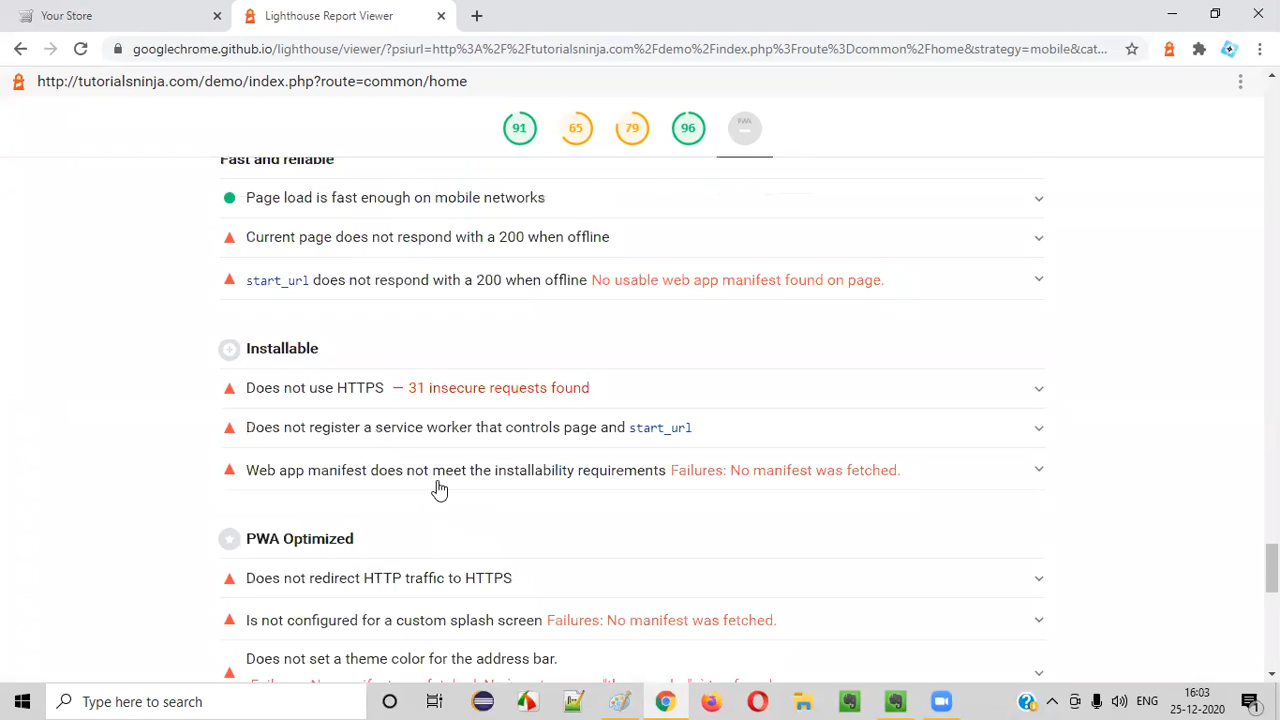 Your Store
Lighthouse Report Viewer
googlechrome.github.io/lighthouse/viewer/?psiurl=http%3A%2F%2Ftutorialsninja.com%2Fdemo%2Findex.php%3Froute%3Dcommon%2Fhome&strategy=mobile&cat...
http://tutorialsninja.com/demo/index.php?route=common/home
91 65 79 96 PWA
Fast and reliable
Page load is fast enough on mobile networks
Current page does not respond with a 200 when offline
start_url does not respond with a 200 when offline No usable web app manifest found on page.
Installable
Does not use HTTPS — 31 insecure requests found
Does not register a service worker that controls page and start_url
Web app manifest does not meet the installability requirements Failures: No manifest was fetched.
PWA Optimized
Does not redirect HTTP traffic to HTTPS
Is not configured for a custom splash screen Failures: No manifest was fetched.
Does not set a theme color for the address bar.
Type here to search
ENG
16:03
25-12-2020